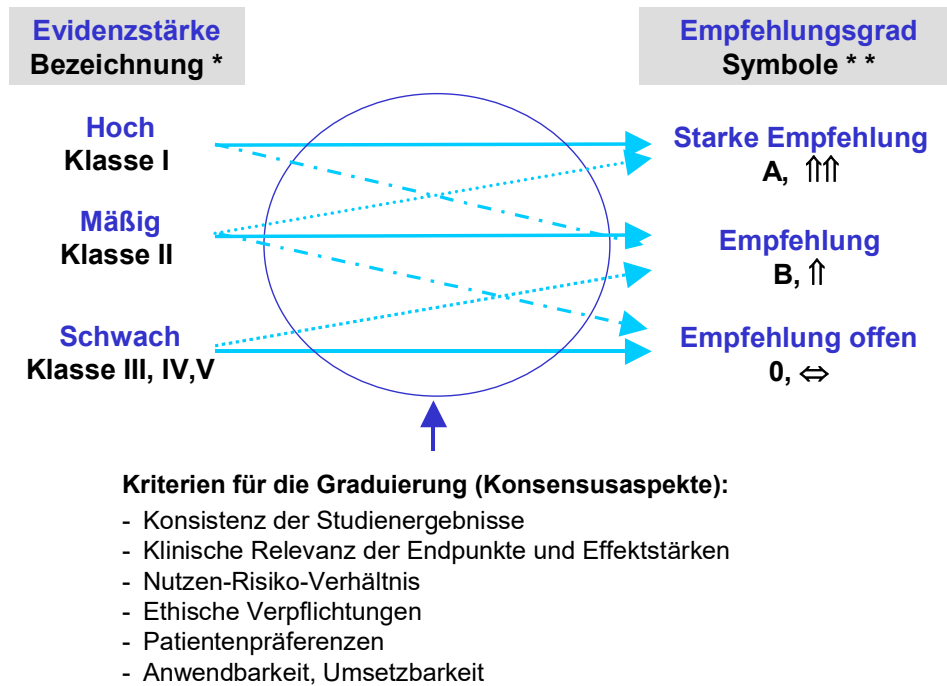 Evidenzstärke
Bezeichnung *
Empfehlungsgrad
Symbole * *
Hoch
Klasse I
Starke Empfehlung
A, ⇑⇑
Mäßig
Klasse II
Empfehlung
B, ⇑
Schwach
Klasse III, IV,V
Empfehlung offen
0, ⇔
Kriterien für die Graduierung (Konsensusaspekte):
- Konsistenz der Studienergebnisse
- Klinische Relevanz der Endpunkte und Effektstärken
- Nutzen-Risiko-Verhältnis
- Ethische Verpflichtungen
- Patientenpräferenzen
- Anwendbarkeit, Umsetzbarkeit